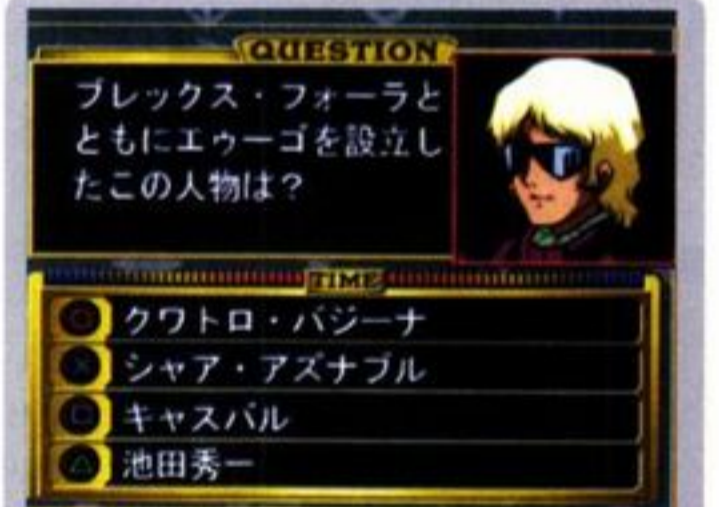 QUESTION
ブレックス・フォーラと
ともにエゥーゴを設立し
たこの人物は？
TIME
○ クワトロ・バジーナ
× シャア・アズナブル
□ キャスバル
△ 池田秀一